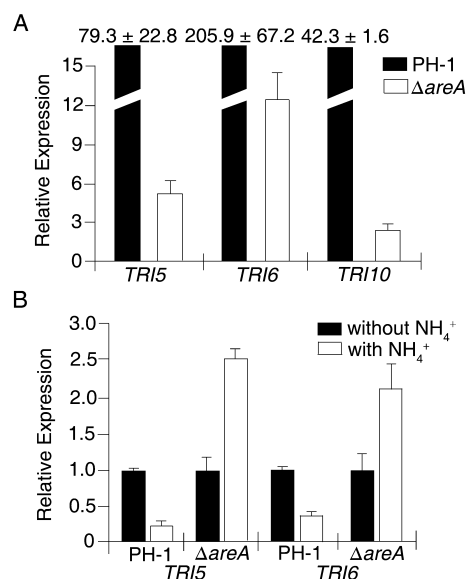 A
79.3 ± 22.8 205.9 ± 67.2 42.3 ± 1.6
15
12
6
3
0
Relative Expression
PH-1
ΔareA
TRI5 TRI6 TRI10
B
3.0
2.5
2.0
1.5
1.0
0.5
0
Relative Expression
without NH₄⁺
with NH₄⁺
PH-1 ΔareA PH-1 ΔareA
TRI5 TRI6